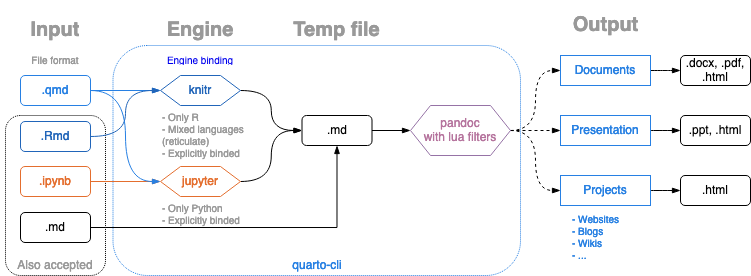 Input
Engine
Temp file
Output
File format
Engine binding
.qmd
knitr
Documents
.docx, .pdf,
.html
- Only R
- Mixed languages
(reticulate)
- Explicitly binded
.Rmd
.md
pandoc
with lua filters
Presentation
.ppt, .html
.ipynb
jupyter
Projects
.html
- Only Python
- Explicitly binded
.md
- Websites
- Blogs
- Wikis
- ...
Also accepted
quarto-cli